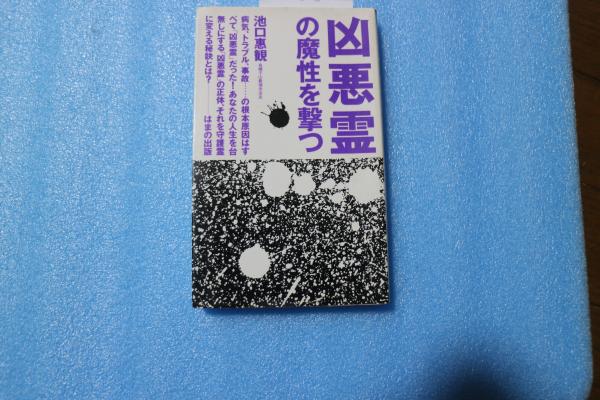 凶悪霊
の魔性を撃つ
池口惠観
病気、トラブル、事故……の根本原因はす
べて“凶悪霊”だった！あなたの人生を台
無しにする“凶悪霊”の正体、それを守護霊
に変える秘訣とは？──はまの出版